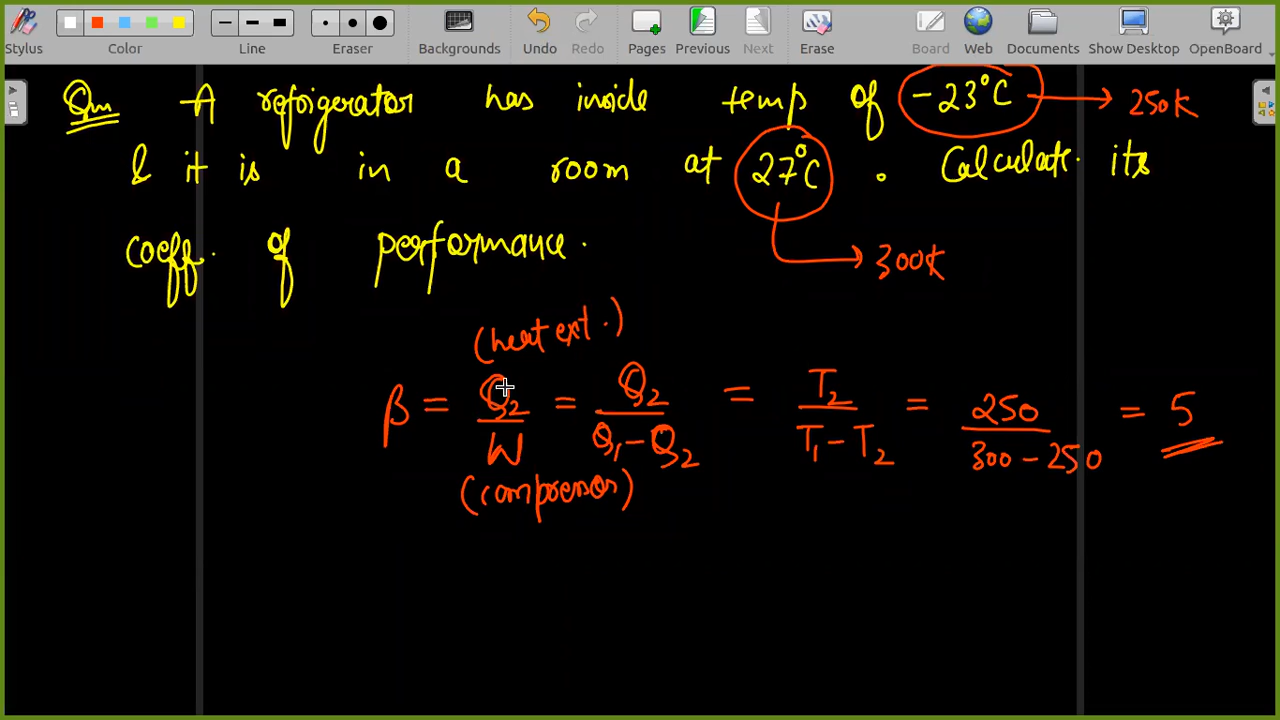 Stylus Color Line Eraser Backgrounds Undo Redo Pages Previous Next Erase Board Web Documents Show Desktop OpenBoard
Qn A refrigerator has inside temp of -23°C → 250K
& it is in a room at 27°C . Calculate its
coeff. of performance.
→ 300K
(heat ext.)
β = Q₂/W = Q₂/(Q₁ - Q₂) = T₂/(T₁ - T₂) = 250/(300 - 250) = 5
(compressor)